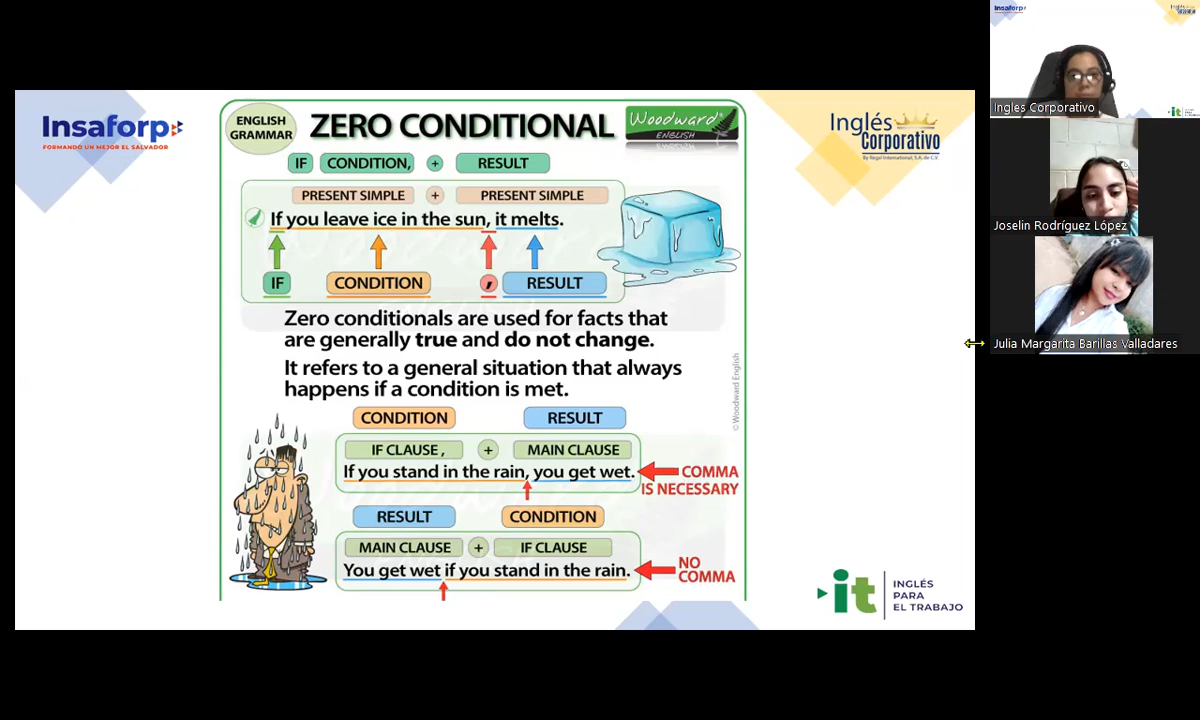 Insaforp
FORMANDO UN MEJOR EL SALVADOR
ENGLISH
GRAMMAR
ZERO CONDITIONAL
Woodward
ENGLISH
Inglés
Corporativo
By Regal International, S.A. de C.V.
IF CONDITION, + RESULT
PRESENT SIMPLE + PRESENT SIMPLE
If you leave ice in the sun, it melts.
IF CONDITION , RESULT
Zero conditionals are used for facts that
are generally true and do not change.
It refers to a general situation that always
happens if a condition is met.
© Woodward English
CONDITION RESULT
IF CLAUSE , + MAIN CLAUSE
If you stand in the rain, you get wet.
COMMA
IS NECESSARY
RESULT CONDITION
MAIN CLAUSE + IF CLAUSE
You get wet if you stand in the rain.
NO
COMMA
it
INGLÉS
PARA
EL TRABAJO
Insaforp
Ingles Corporativo
Joselin Rodríguez López
Julia Margarita Barillas Valladares